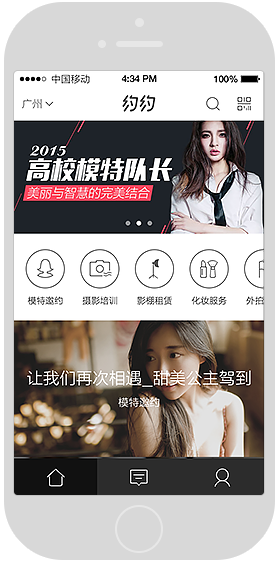 中国移动
4:34 PM
100%
广州
约约
2015
高校模特队长
美丽与智慧的完美结合
模特邀约
摄影培训
影棚租赁
化妆服务
外拍
让我们再次相遇_甜美公主驾到
模特邀约